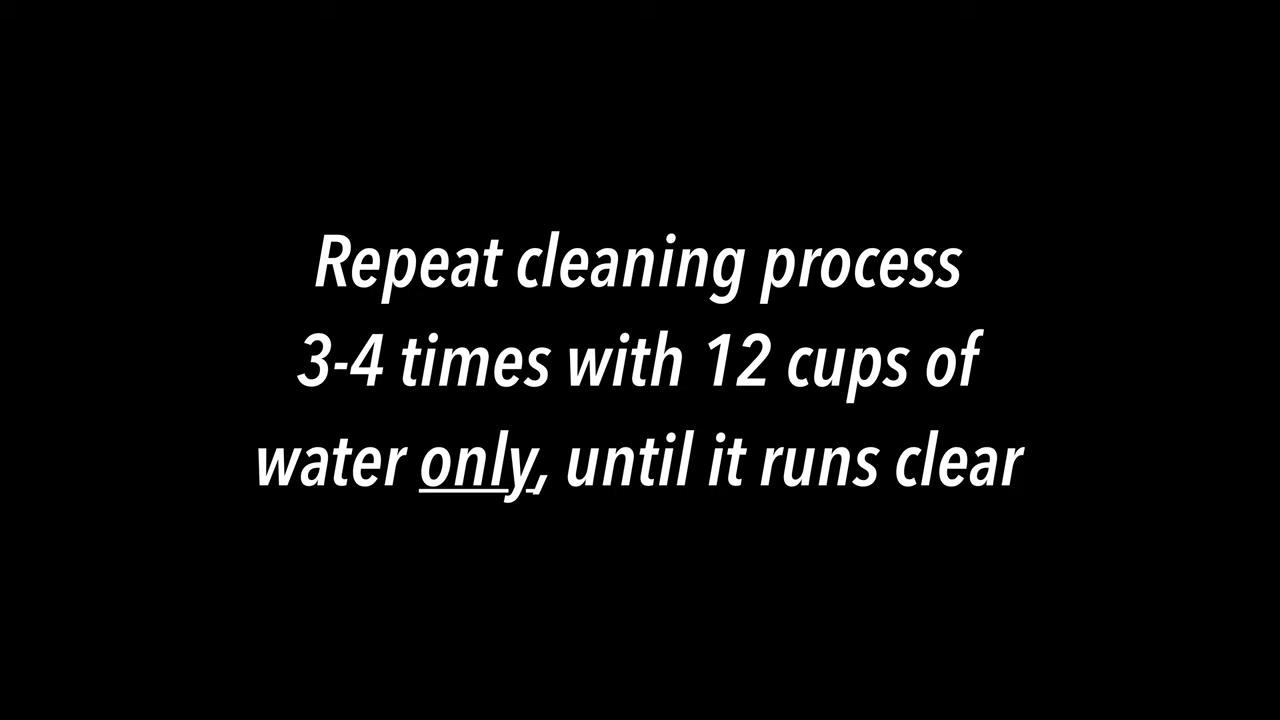 Repeat cleaning process
3-4 times with 12 cups of
water only, until it runs clear